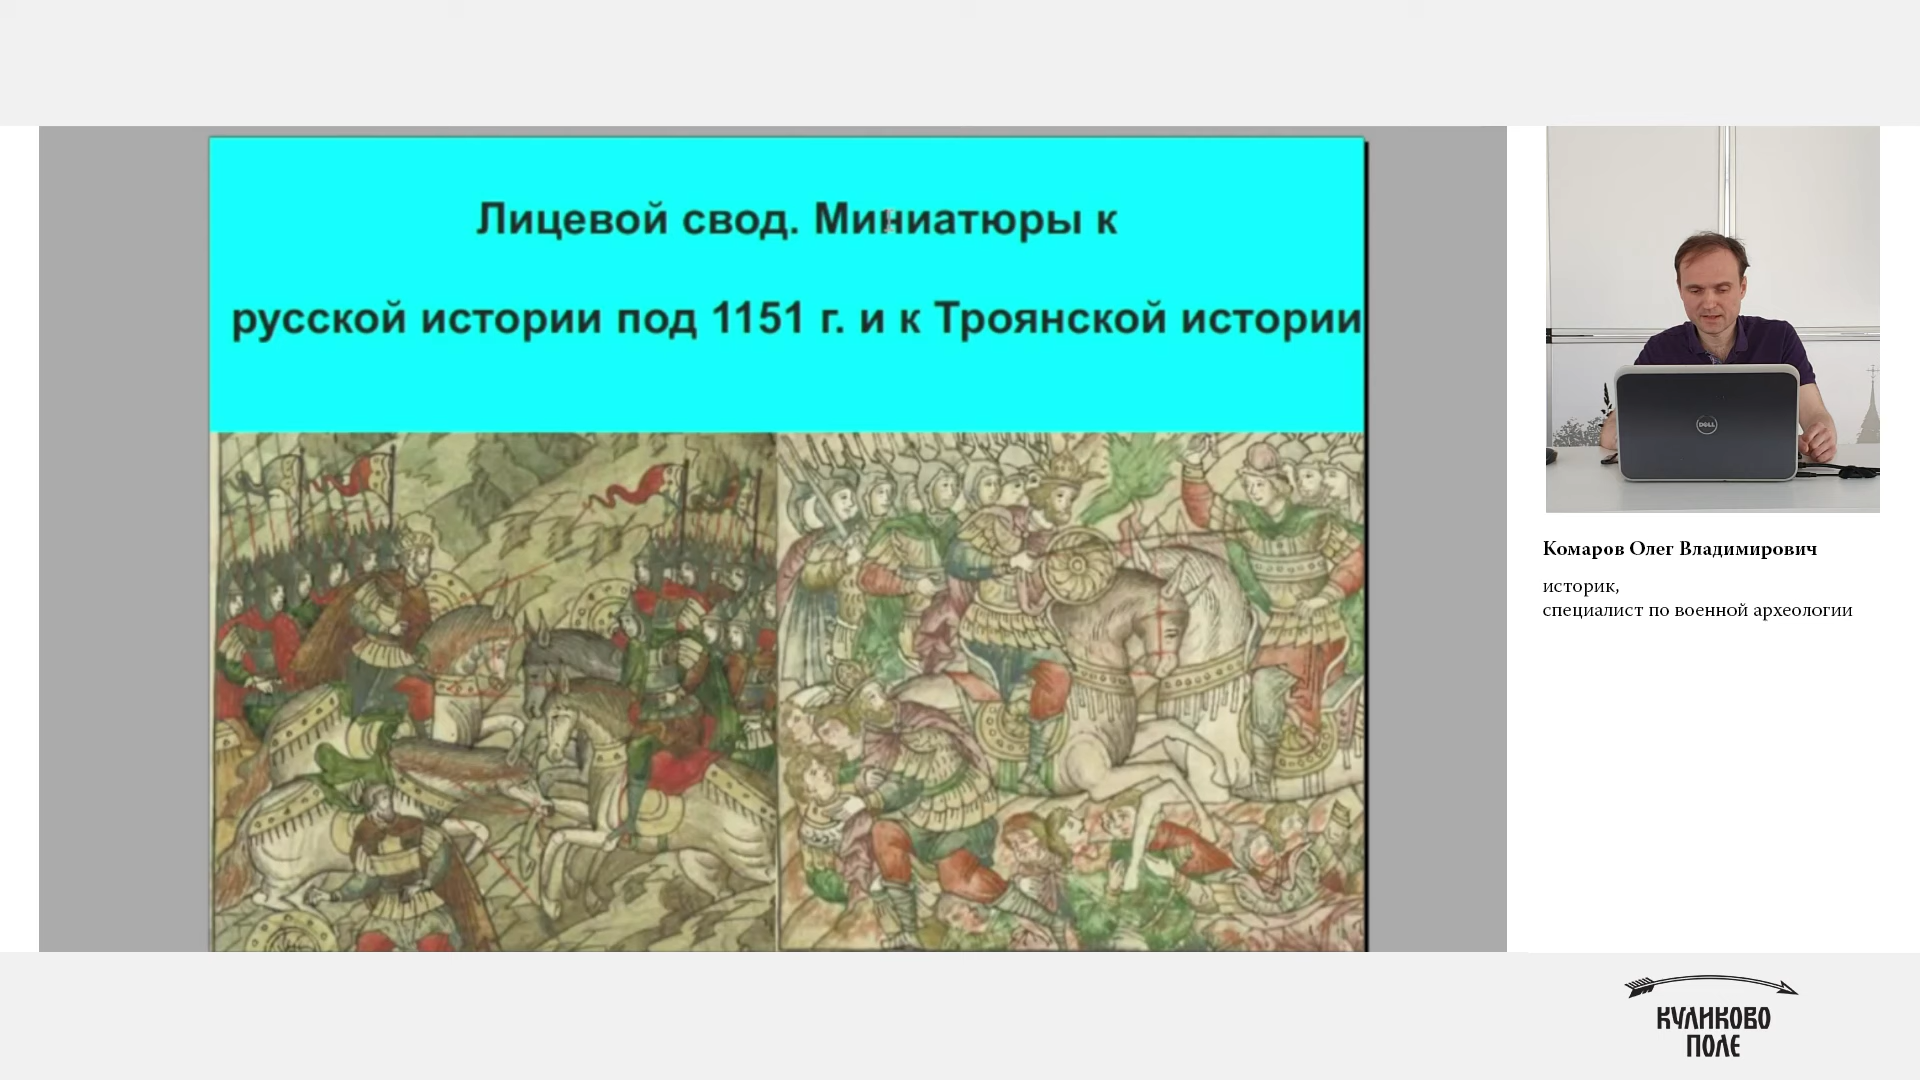 Лицевой свод. Миниатюры к
русской истории под 1151 г. и к Троянской истории
DELL
Комаров Олег Владимирович
историк,
специалист по военной археологии
КУЛИКОВО
ПОЛЕ